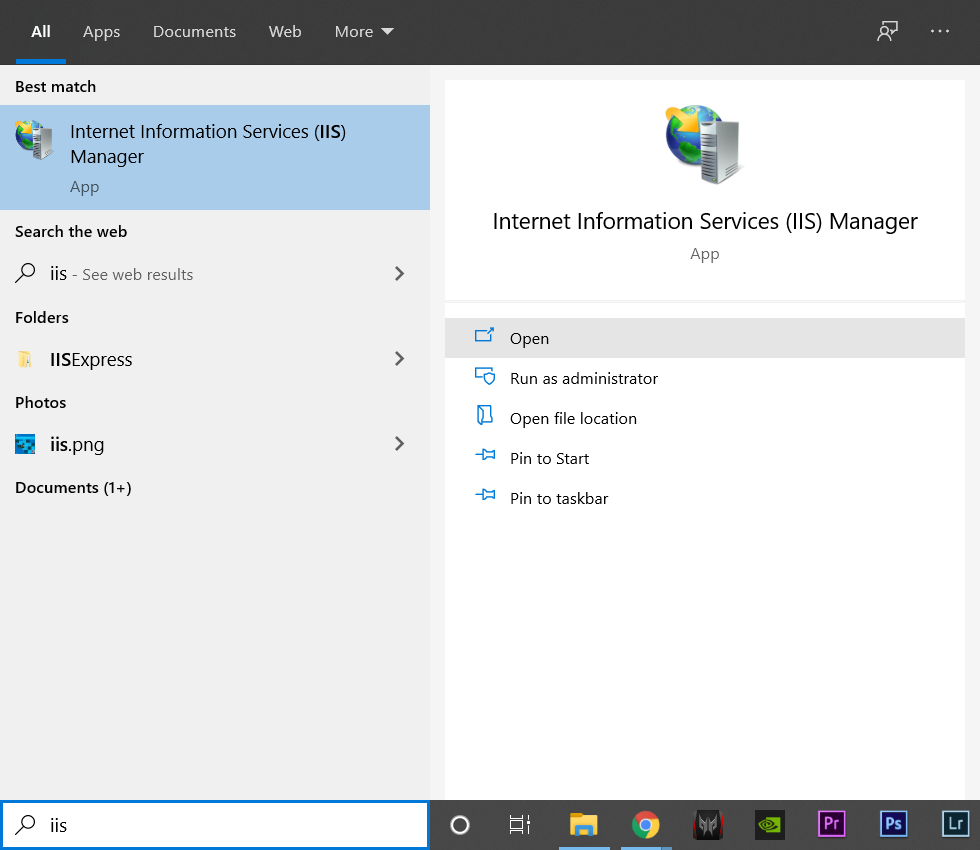 All Apps Documents Web More
Best match
Internet Information Services (IIS)
Manager
App
Search the web
iis - See web results
Folders
IISExpress
Photos
iis.png
Documents (1+)
Internet Information Services (IIS) Manager
App
Open
Run as administrator
Open file location
Pin to Start
Pin to taskbar
iis
Pr Ps Lr